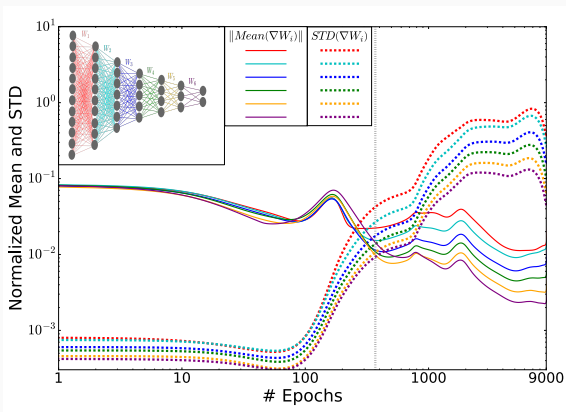 10¹
10⁰
10⁻¹
10⁻²
10⁻³
Normalized Mean and STD
W₁
W₂
W₃
W₄
W₅
W₆
‖Mean(∇Wᵢ)‖ STD(∇Wᵢ)
1 10 100 1000 9000
# Epochs